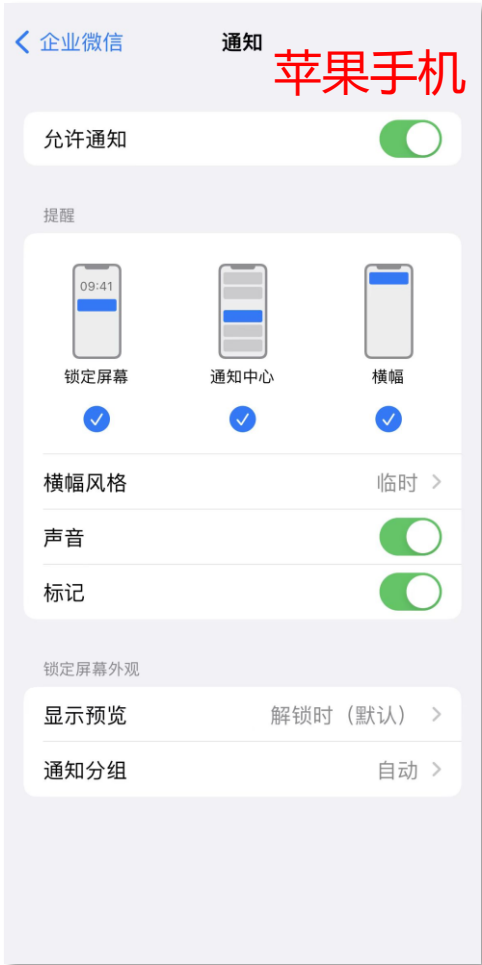 企业微信 通知
苹果手机
允许通知
提醒
09:41
锁定屏幕 通知中心 横幅
横幅风格 临时
声音
标记
锁定屏幕外观
显示预览 解锁时（默认）
通知分组 自动